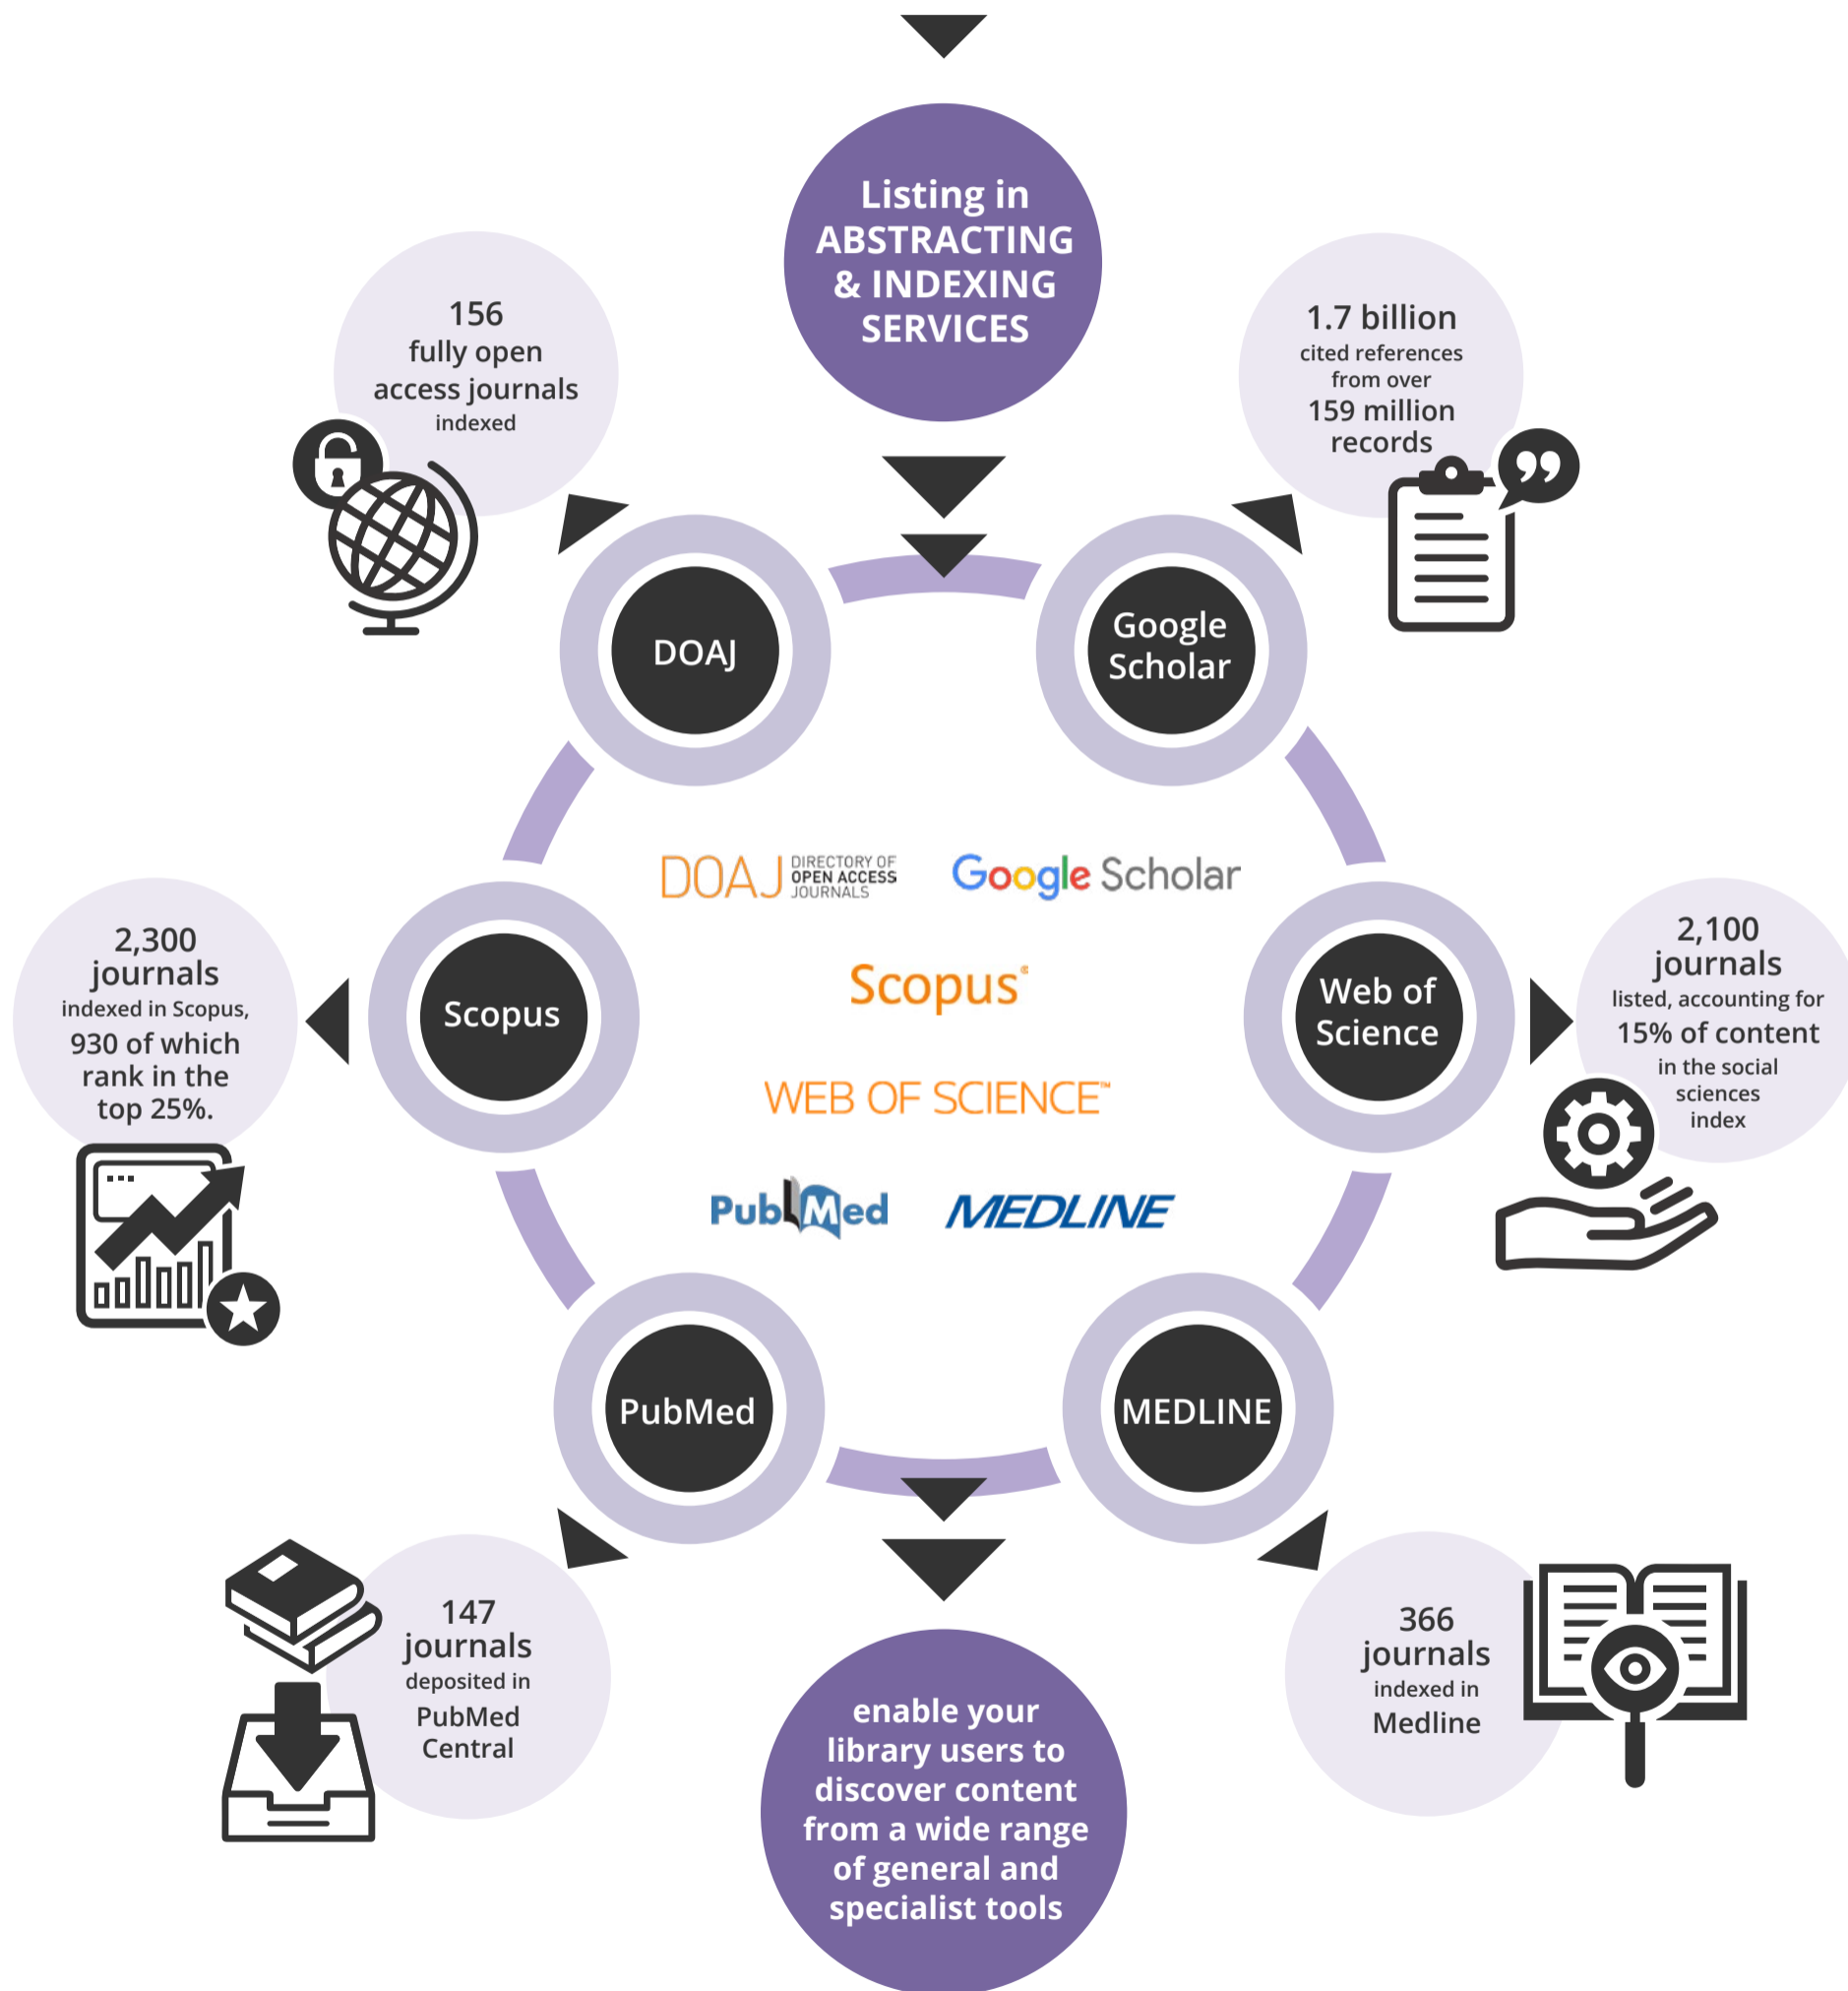 Listing in
ABSTRACTING
& INDEXING
SERVICES
156
fully open
access journals
indexed
1.7 billion
cited references
from over
159 million
records
DOAJ
Google
Scholar
DOAJ DIRECTORY OF
OPEN ACCESS
JOURNALS
Google Scholar
2,300
journals
indexed in Scopus,
930 of which
rank in the
top 25%.
Scopus
Scopus®
Web of
Science
2,100
journals
listed, accounting for
15% of content
in the social
sciences
index
WEB OF SCIENCE™
PubMed
MEDLINE
PubMed
MEDLINE
147
journals
deposited in
PubMed
Central
366
journals
indexed in
Medline
enable your
library users to
discover content
from a wide range
of general and
specialist tools